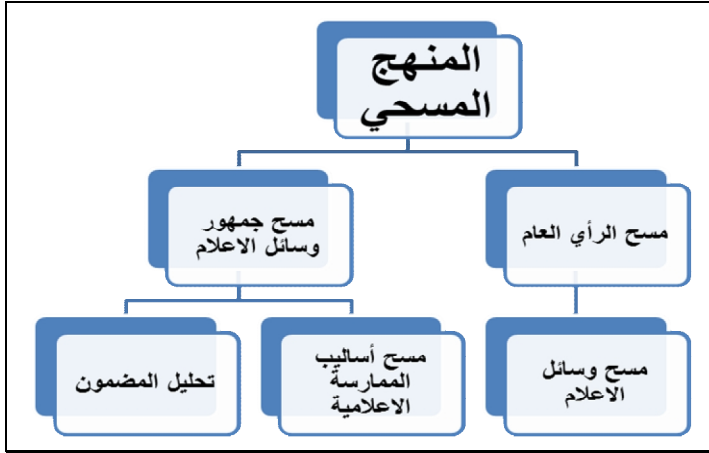 المنهج
المسحي
مسح الرأي العام
مسح جمهور
وسائل الاعلام
مسح وسائل
الاعلام
مسح أساليب
الممارسة
الاعلامية
تحليل المضمون